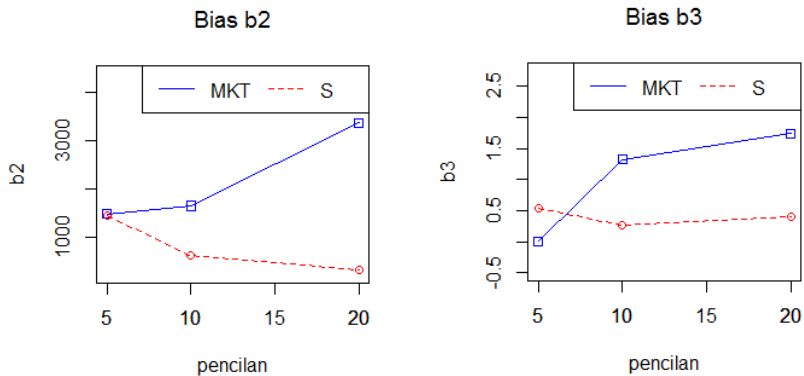 Bias b2
MKT S
b2
3000
1000
5 10 15 20
pencilan
Bias b3
MKT S
b3
2.5
1.5
0.5
-0.5
5 10 15 20
pencilan